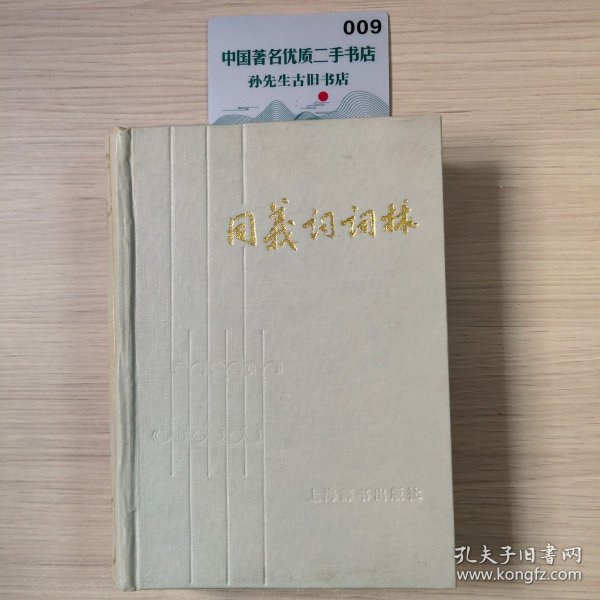 009
中国著名优质二手书店
孙先生古旧书店
同義词词林
上海辞书出版社
孔夫子旧书网
www.kongfz.com